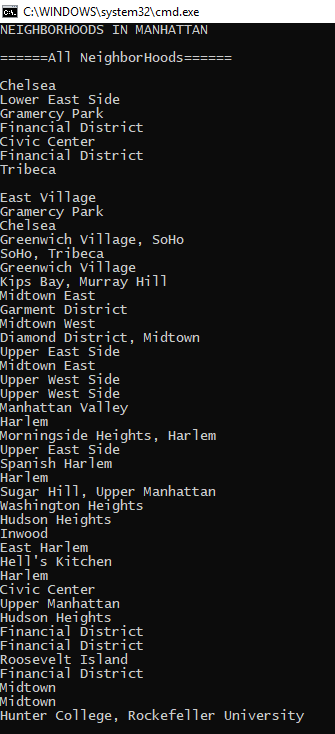 C:\WINDOWS\system32\cmd.exe
NEIGHBORHOODS IN MANHATTAN
======All NeighborHoods======
Chelsea
Lower East Side
Gramercy Park
Financial District
Civic Center
Financial District
Tribeca
East Village
Gramercy Park
Chelsea
Greenwich Village, SoHo
SoHo, Tribeca
Greenwich Village
Kips Bay, Murray Hill
Midtown East
Garment District
Midtown West
Diamond District, Midtown
Upper East Side
Midtown East
Upper West Side
Upper West Side
Manhattan Valley
Harlem
Morningside Heights, Harlem
Upper East Side
Spanish Harlem
Harlem
Sugar Hill, Upper Manhattan
Washington Heights
Hudson Heights
Inwood
East Harlem
Hell's Kitchen
Harlem
Civic Center
Upper Manhattan
Hudson Heights
Financial District
Financial District
Roosevelt Island
Financial District
Midtown
Midtown
Hunter College, Rockefeller University